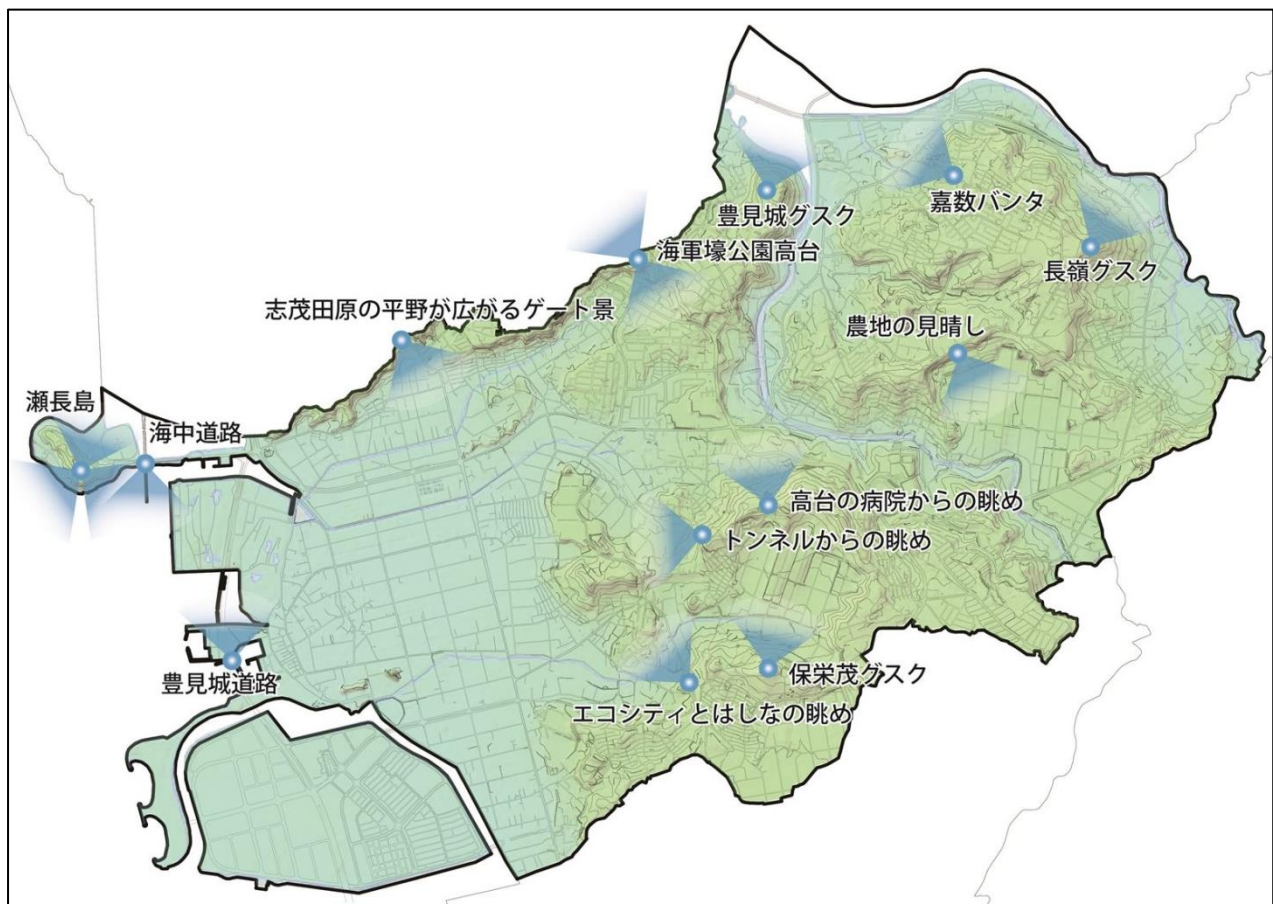 豊見城グスク
嘉数バンタ
海軍壕公園高台
長嶺グスク
志茂田原の平野が広がるゲート景
農地の見晴し
瀬長島
海中道路
高台の病院からの眺め
トンネルからの眺め
豊見城道路
保栄茂グスク
エコシティとはしなの眺め